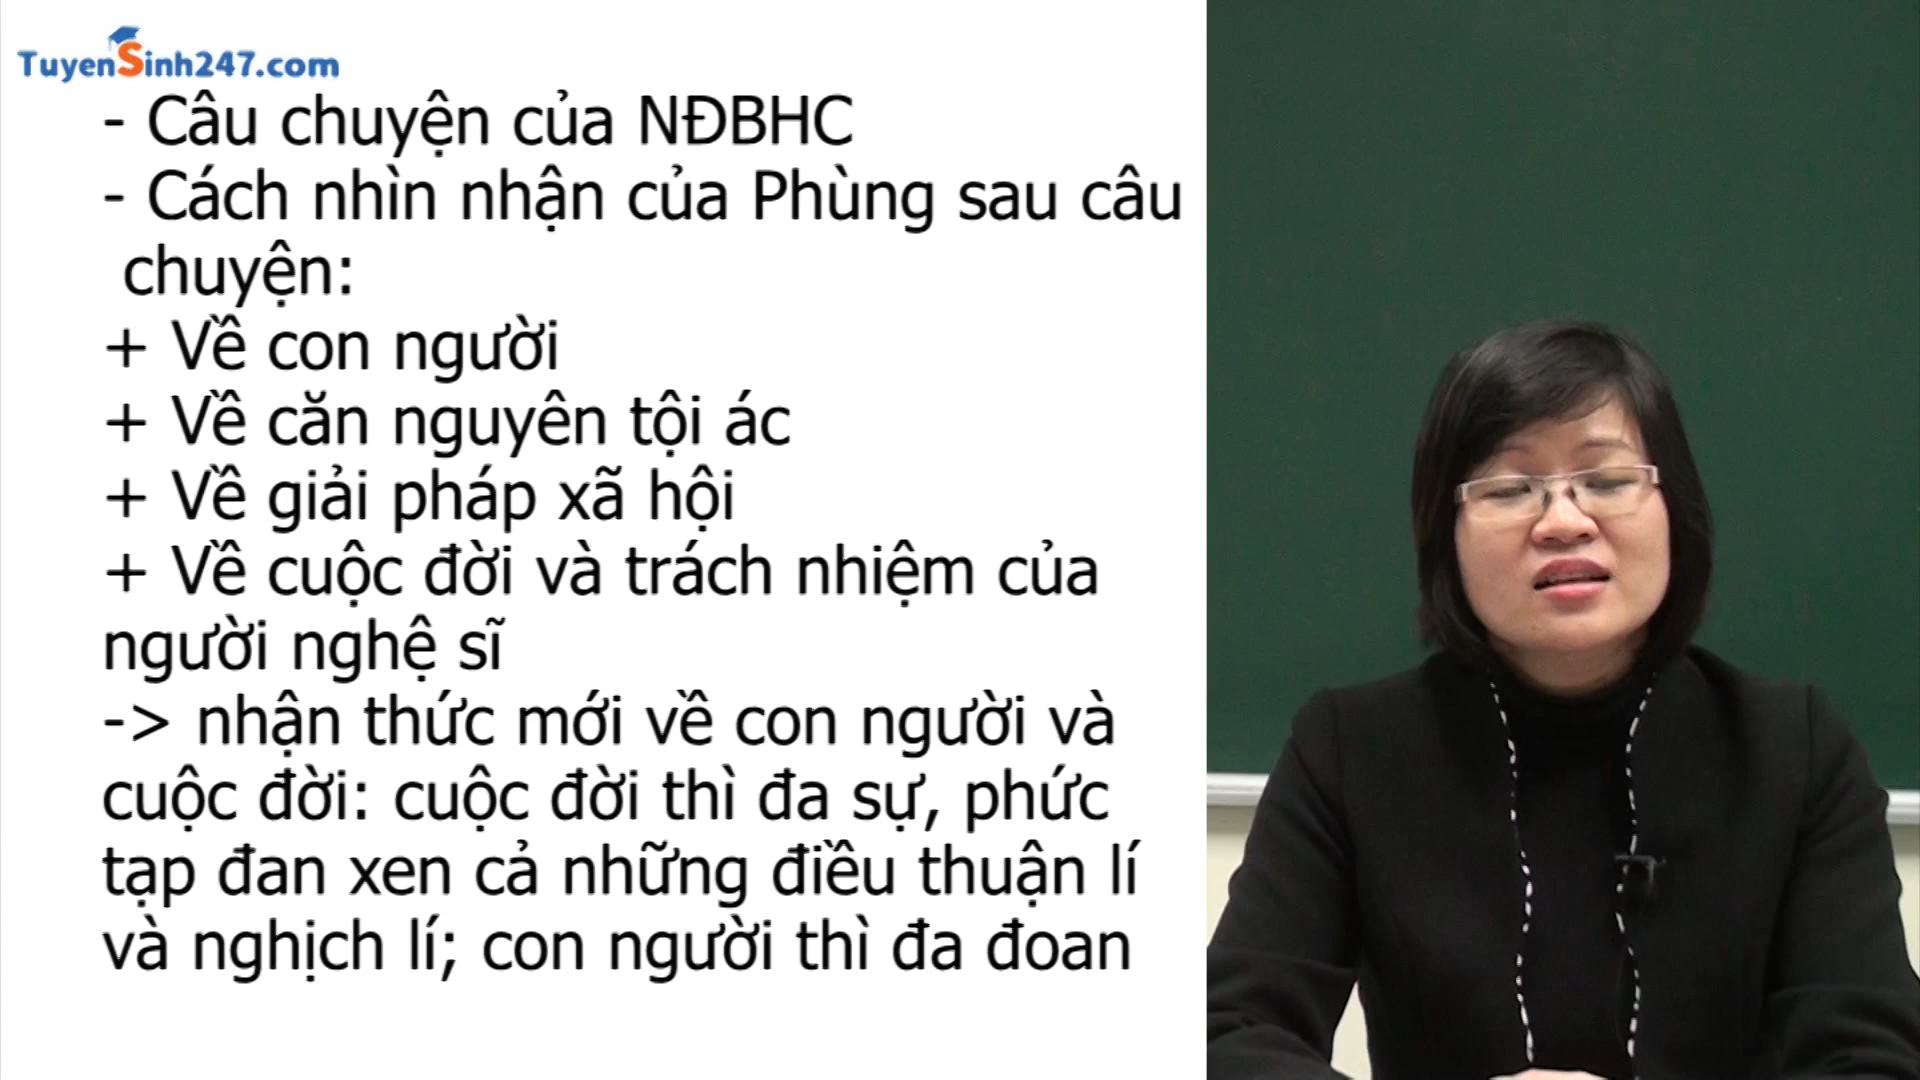 TuyenSinh247.com
- Câu chuyện của NĐBHC
- Cách nhìn nhận của Phùng sau câu
chuyện:
+ Về con người
+ Về căn nguyên tội ác
+ Về giải pháp xã hội
+ Về cuộc đời và trách nhiệm của
người nghệ sĩ
-> nhận thức mới về con người và
cuộc đời: cuộc đời thì đa sự, phức
tạp đan xen cả những điều thuận lí
và nghịch lí; con người thì đa đoan